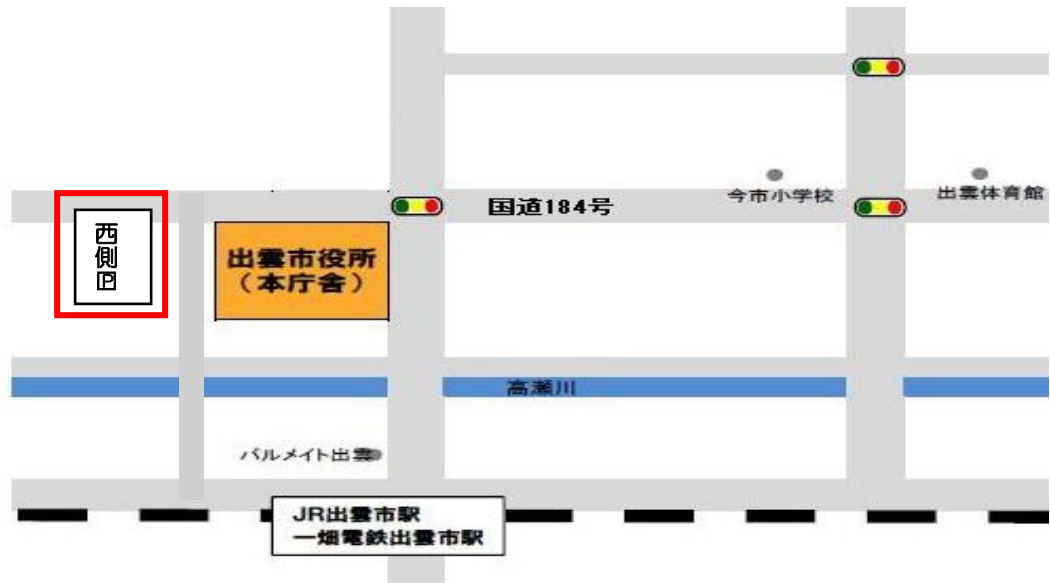 今市小学校
出雲体育館
国道184号
西側🄿
出雲市役所
（本庁舎）
高瀬川
パルメイト出雲
JR出雲市駅
一畑電鉄出雲市駅